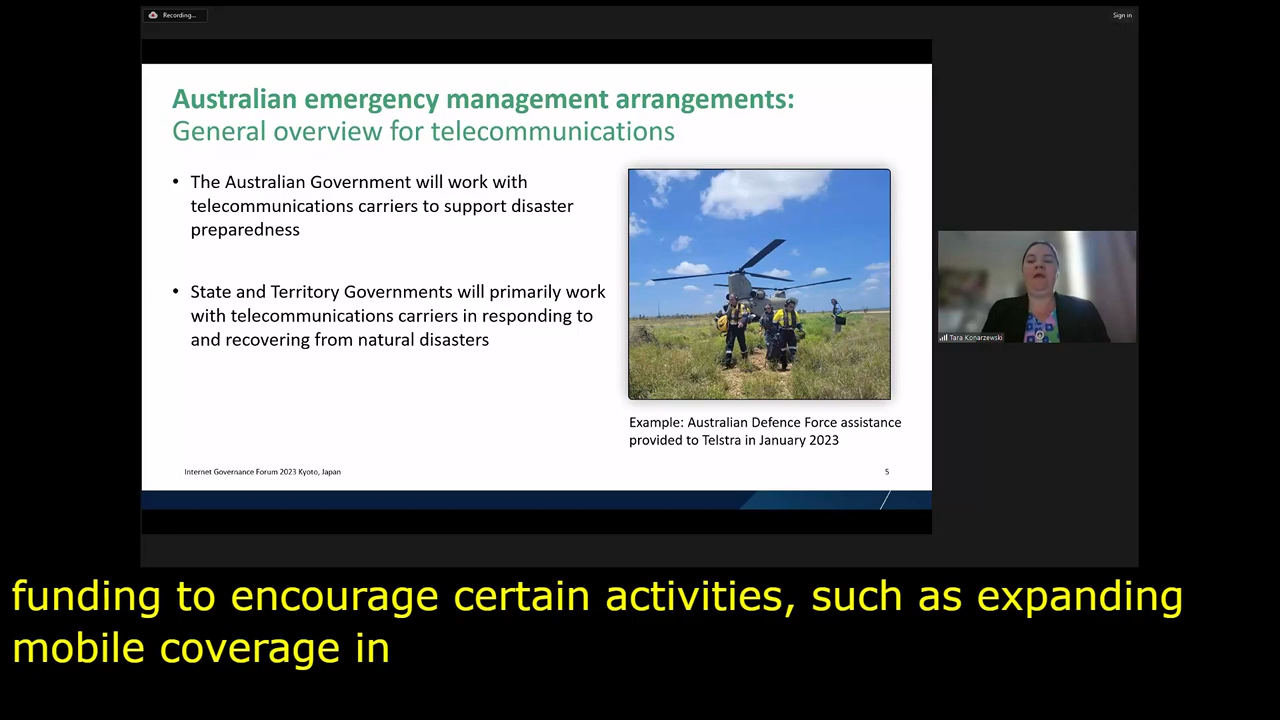 Recording...
Sign in
Australian emergency management arrangements:
General overview for telecommunications
• The Australian Government will work with
telecommunications carriers to support disaster
preparedness
• State and Territory Governments will primarily work
with telecommunications carriers in responding to
and recovering from natural disasters
Example: Australian Defence Force assistance
provided to Telstra in January 2023
Internet Governance Forum 2023 Kyoto, Japan
5
Tara Konarzewski
funding to encourage certain activities, such as expanding
mobile coverage in